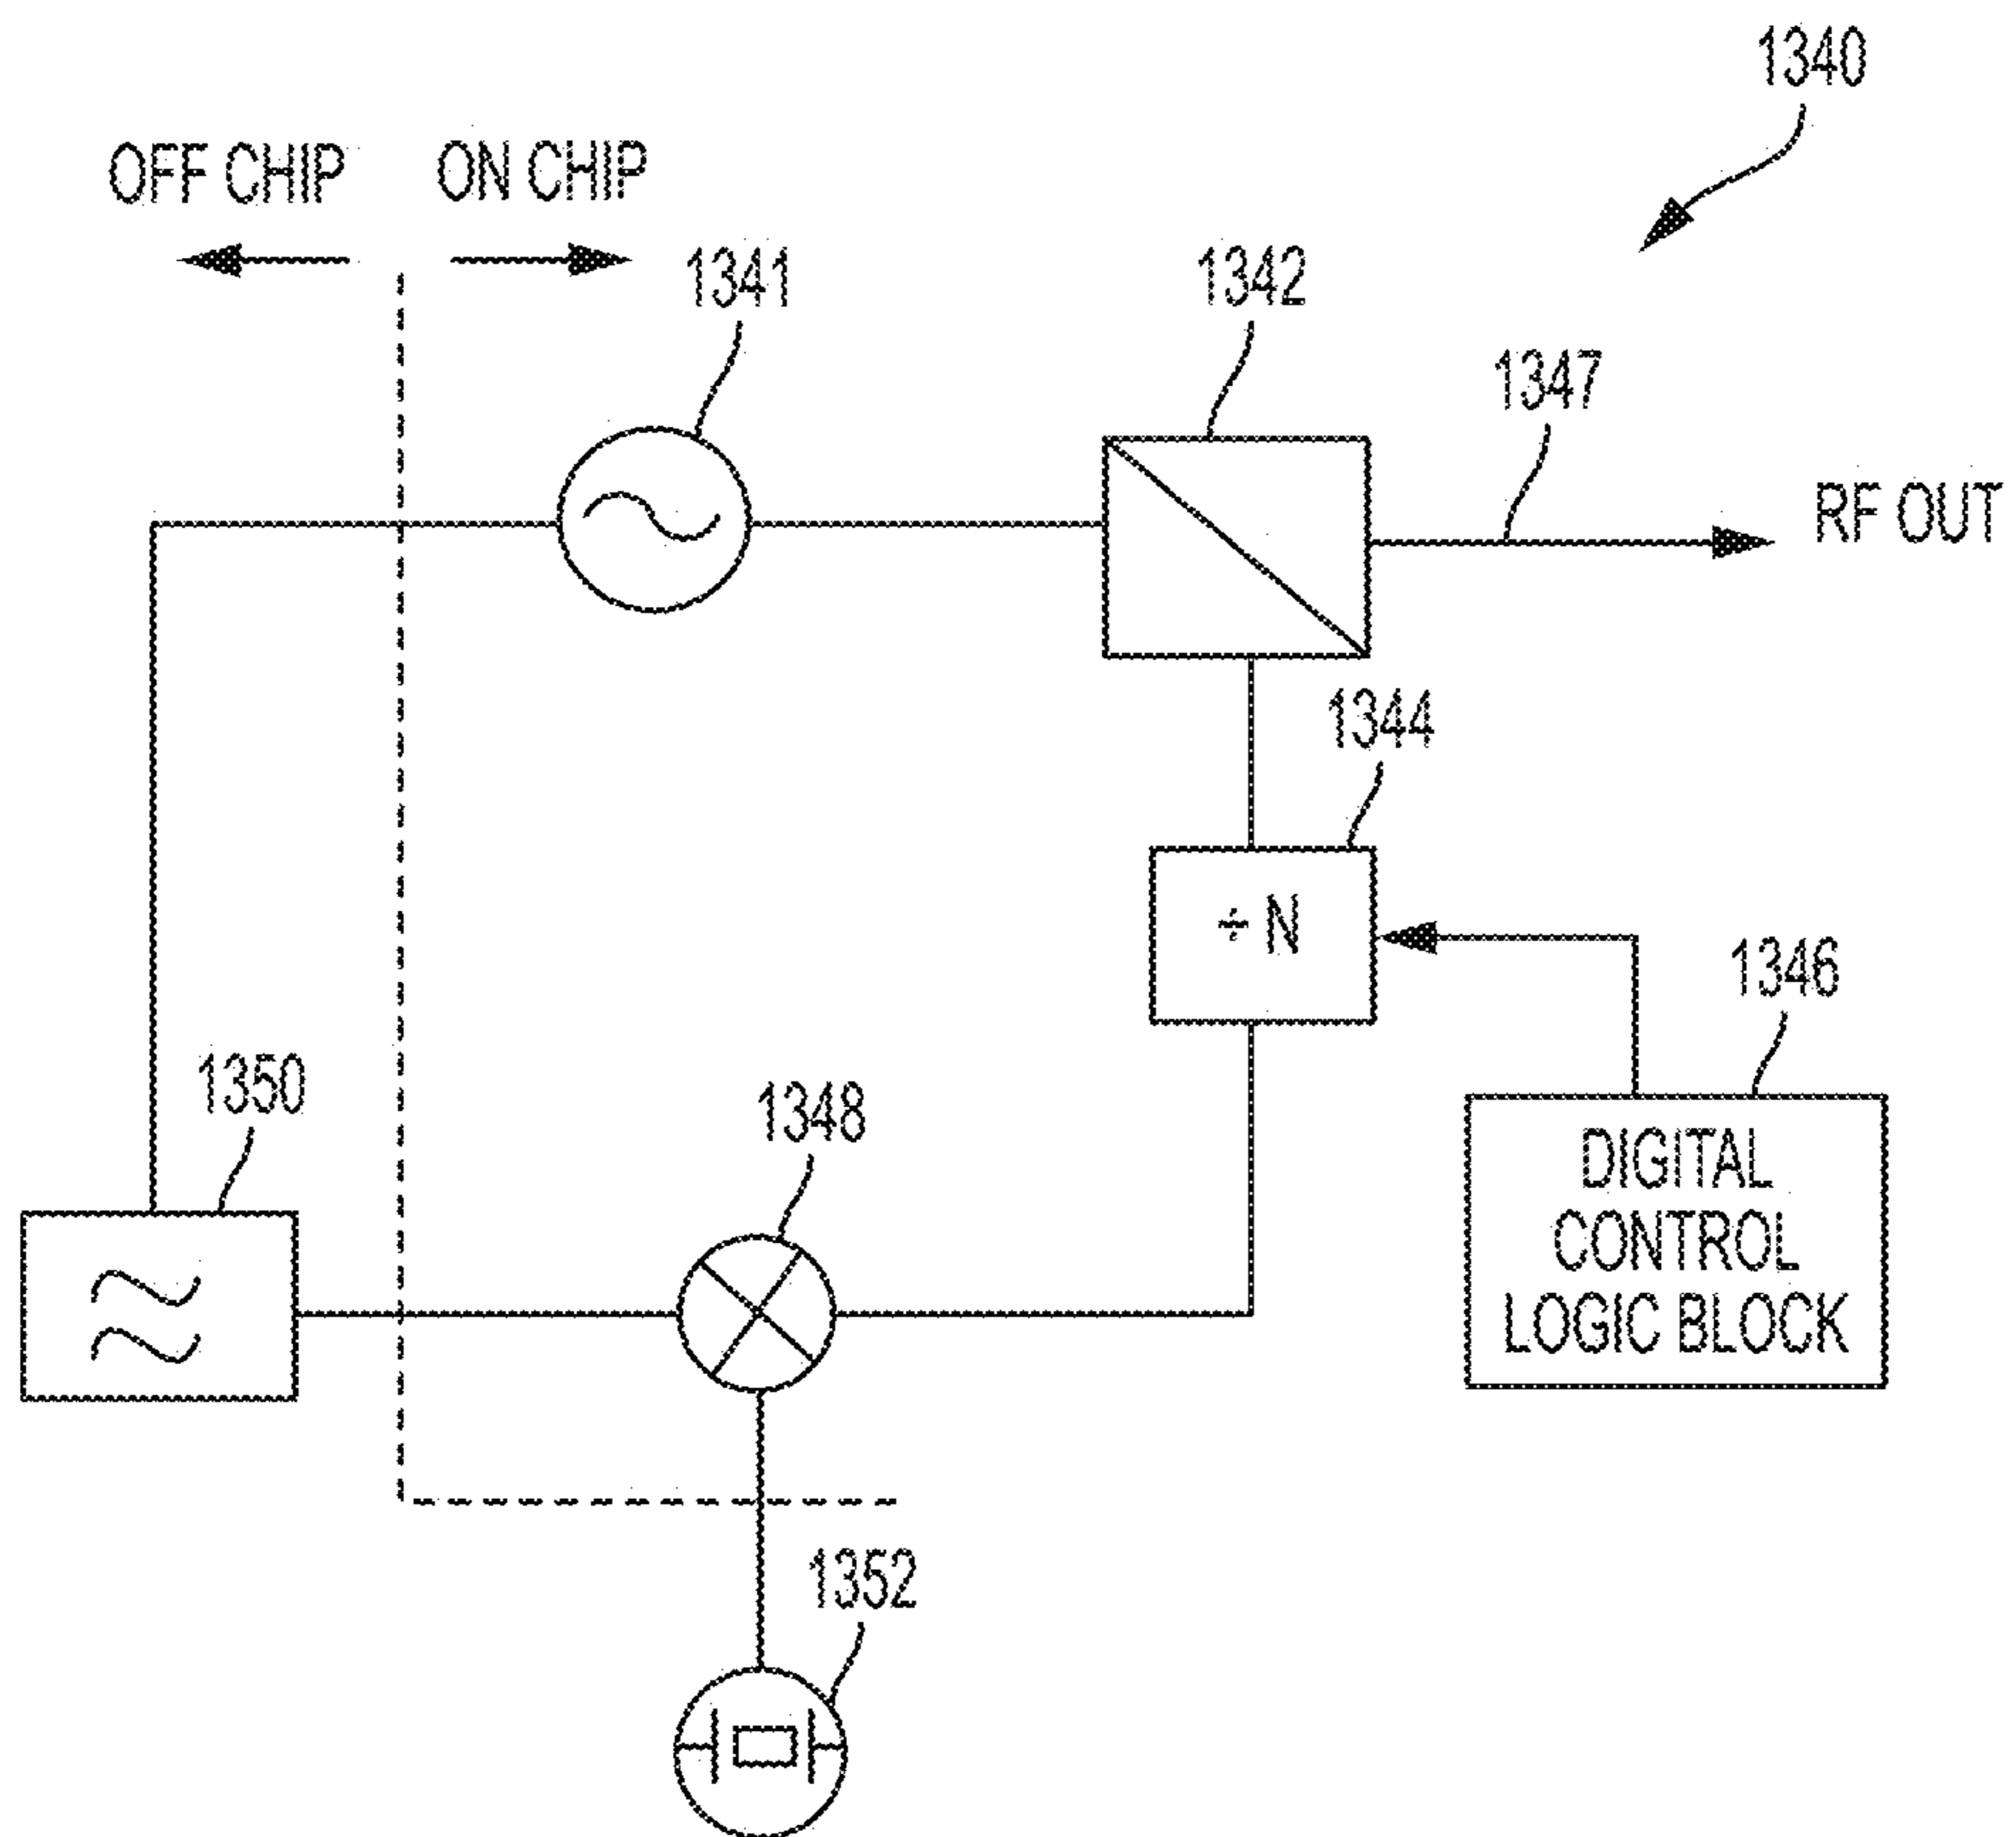 1340
OFF CHIP
ON CHIP
1341
1342
1347
RF OUT
1344
÷ N
1346
1350
1348
DIGITAL
CONTROL
LOGIC BLOCK
1352